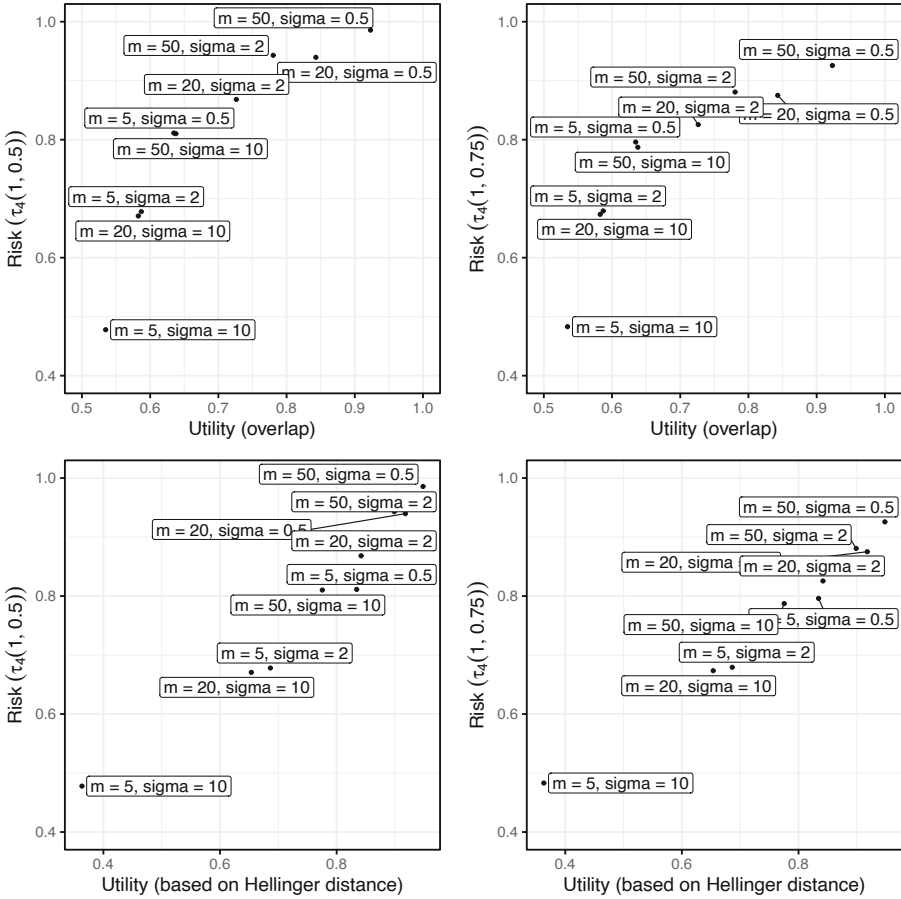 1.0
0.8
0.6
0.4
Risk (τ4(1, 0.5))
m = 50, sigma = 0.5
m = 50, sigma = 2
m = 20, sigma = 0.5
m = 20, sigma = 2
m = 5, sigma = 0.5
m = 50, sigma = 10
m = 5, sigma = 2
m = 20, sigma = 10
m = 5, sigma = 10
0.5 0.6 0.7 0.8 0.9 1.0
Utility (overlap)
1.0
0.8
0.6
0.4
Risk (τ4(1, 0.75))
m = 50, sigma = 0.5
m = 50, sigma = 2
m = 20, sigma = 2
m = 20, sigma = 0.5
m = 5, sigma = 0.5
m = 50, sigma = 10
m = 5, sigma = 2
m = 20, sigma = 10
m = 5, sigma = 10
0.5 0.6 0.7 0.8 0.9 1.0
Utility (overlap)
1.0
0.8
0.6
0.4
Risk (τ4(1, 0.5))
m = 50, sigma = 0.5
m = 50, sigma = 2
m = 20, sigma = 0.5
m = 20, sigma = 2
m = 5, sigma = 0.5
m = 50, sigma = 10
m = 5, sigma = 2
m = 20, sigma = 10
m = 5, sigma = 10
0.4 0.6 0.8
Utility (based on Hellinger distance)
1.0
0.8
0.6
0.4
Risk (τ4(1, 0.75))
m = 50, sigma = 0.5
m = 50, sigma = 2
m = 20, sigma
m = 20, sigma = 2
5, sigma = 0.5
m = 50, sigma = 10
m = 5, sigma = 2
m = 20, sigma = 10
m = 5, sigma = 10
0.4 0.6 0.8
Utility (based on Hellinger distance)